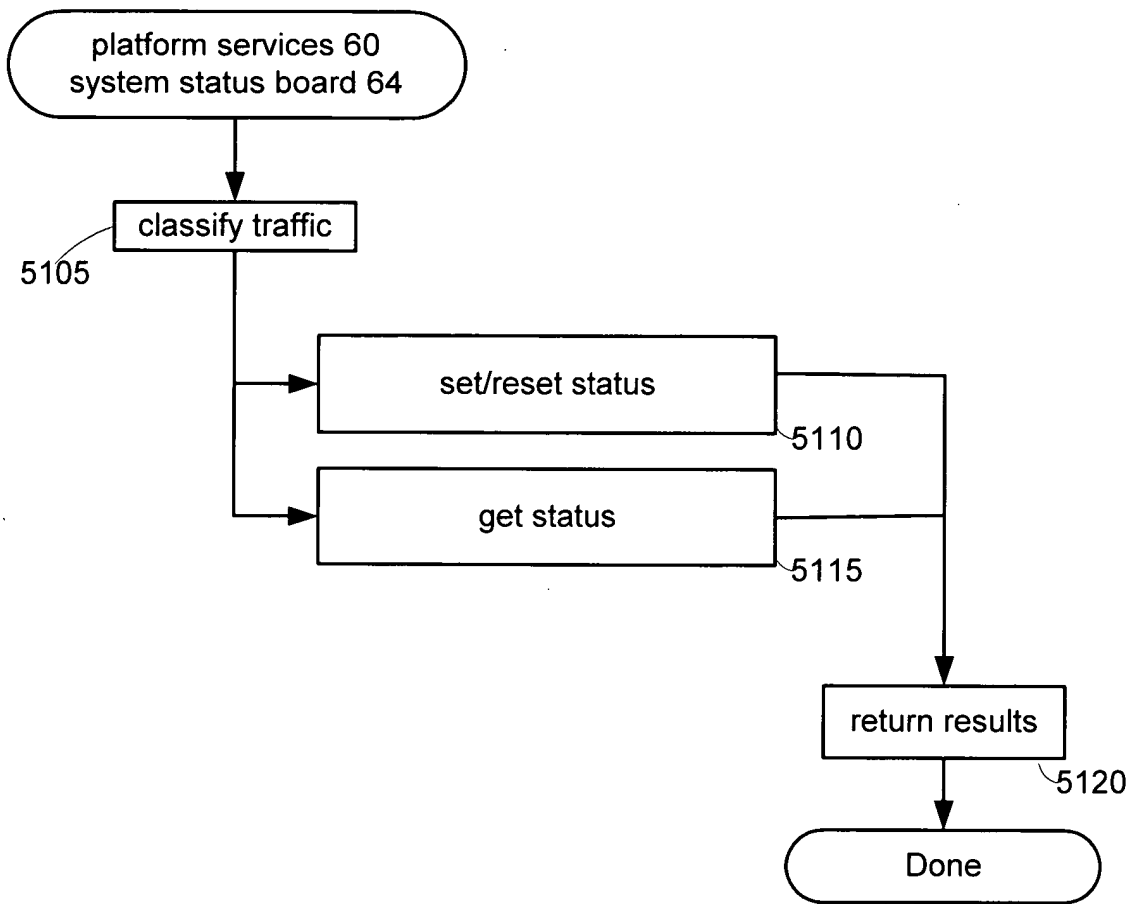 platform services 60
system status board 64
classify traffic
5105
set/reset status
5110
get status
5115
return results
5120
Done